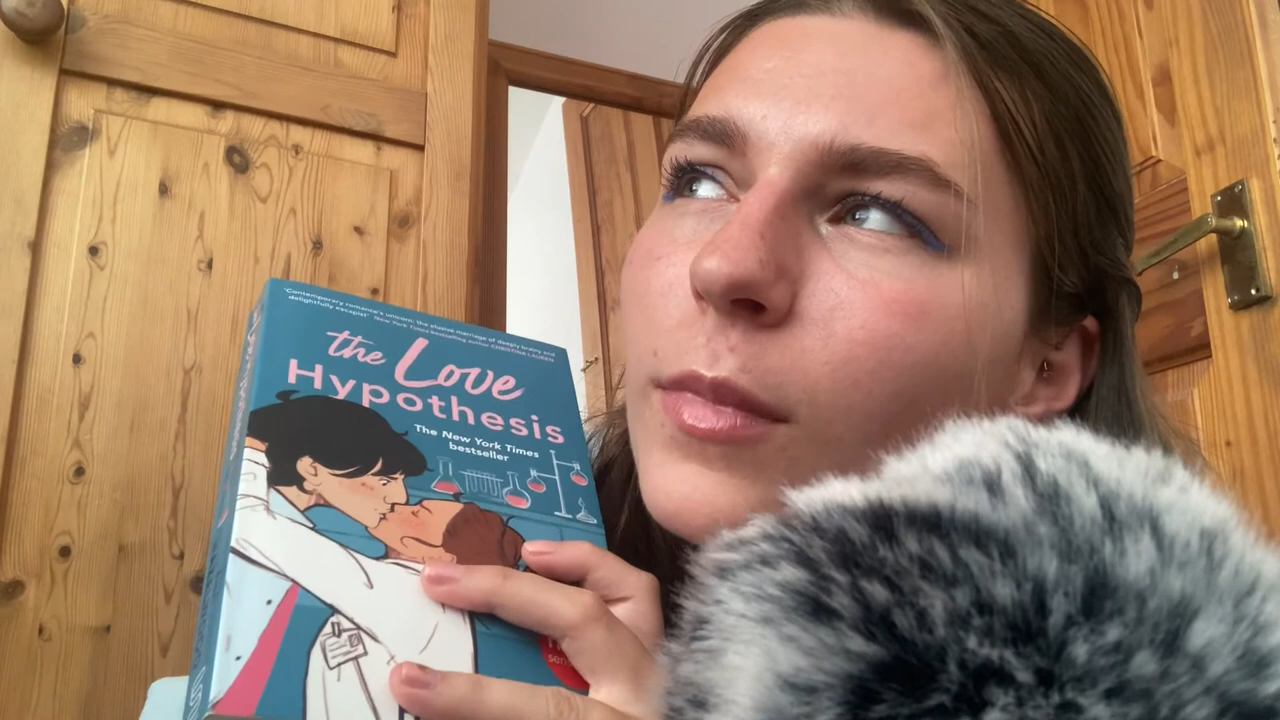 'Contemporary romance's unicorn: the elusive marriage of deeply brainy and
delightfully escapist' New York Times bestselling author CHRISTINA LAUREN
the Love
Hypothesis
The New York Times
bestseller